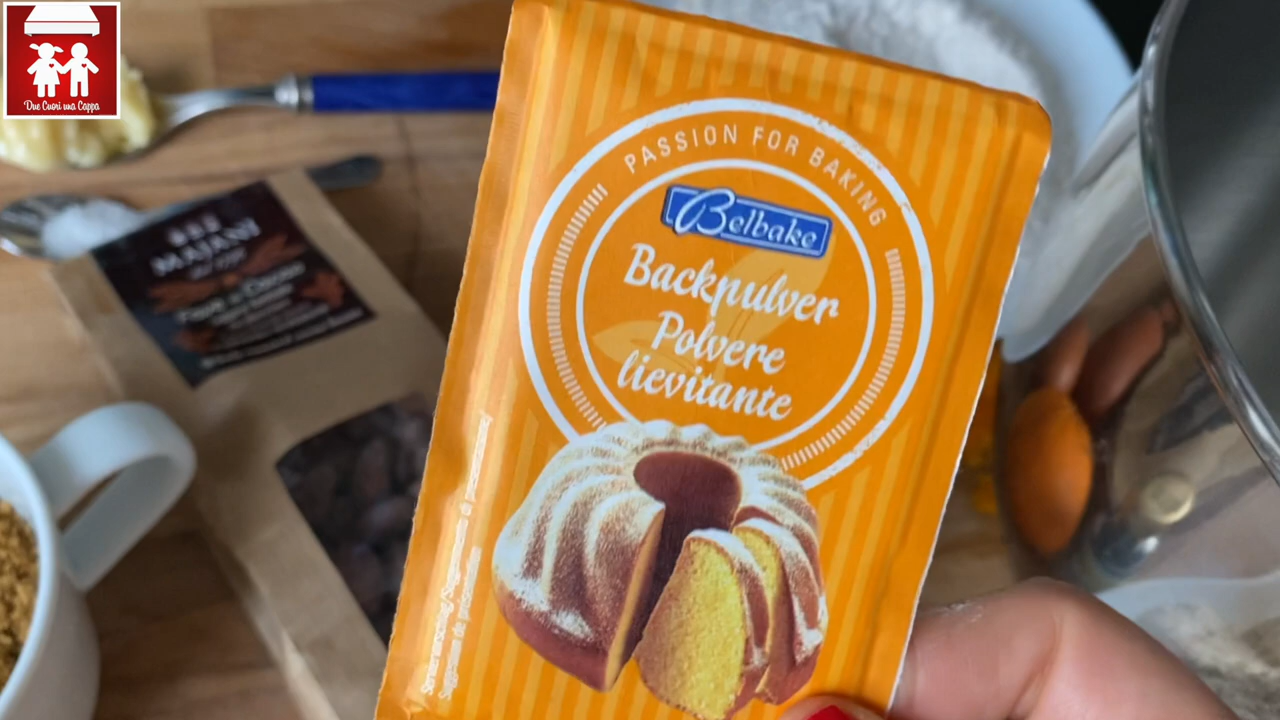 Due Cuori una Cappa
PASSION FOR BAKING
Belbake
Backpulver
Polvere
lievitante
MAJANI